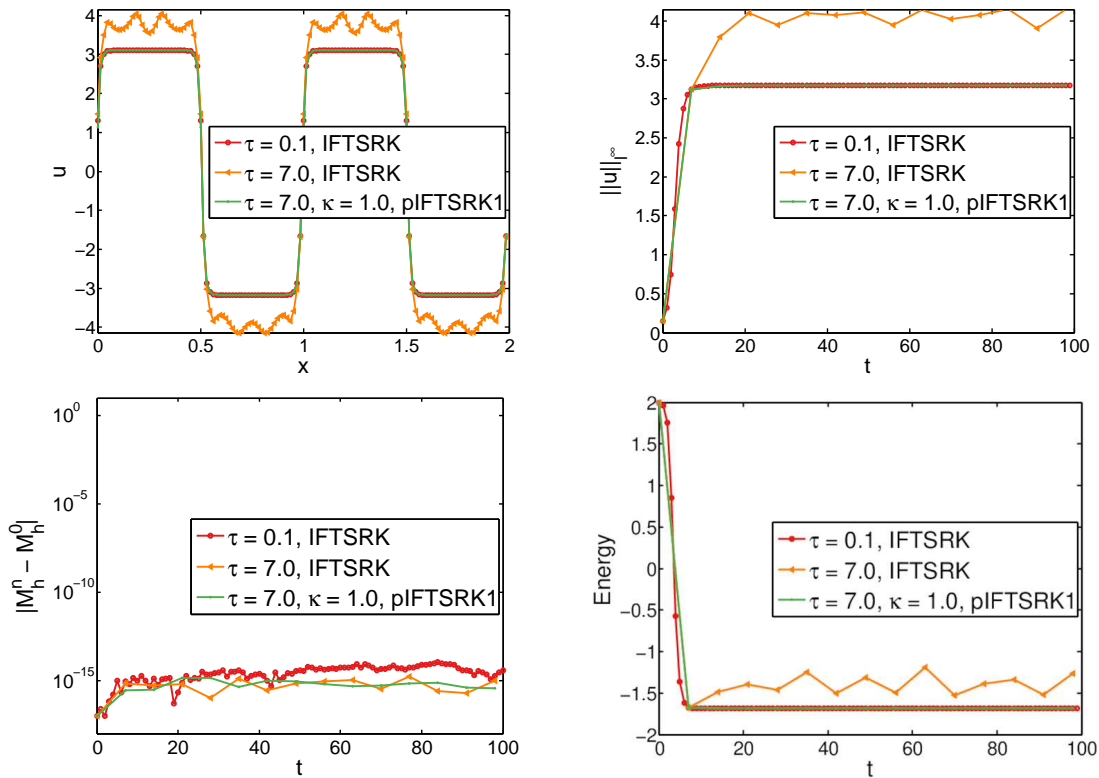 4
3
2
1
0
−1
−2
−3
−4
u
0
0.5
1
1.5
2
x
τ = 0.1, IFTSRK
τ = 7.0, IFTSRK
τ = 7.0, κ = 1.0, pIFTSRK1
4
3.5
3
2.5
2
1.5
1
0.5
0
||u||_l^∞
0
20
40
60
80
100
t
τ = 0.1, IFTSRK
τ = 7.0, IFTSRK
τ = 7.0, κ = 1.0, pIFTSRK1
10^0
10^−5
10^−10
10^−15
|M_h^n − M_h^0|
0
20
40
60
80
100
t
τ = 0.1, IFTSRK
τ = 7.0, IFTSRK
τ = 7.0, κ = 1.0, pIFTSRK1
2
1.5
1
0.5
0
−0.5
−1
−1.5
−2
Energy
0
20
40
60
80
100
t
τ = 0.1, IFTSRK
τ = 7.0, IFTSRK
τ = 7.0, κ = 1.0, pIFTSRK1